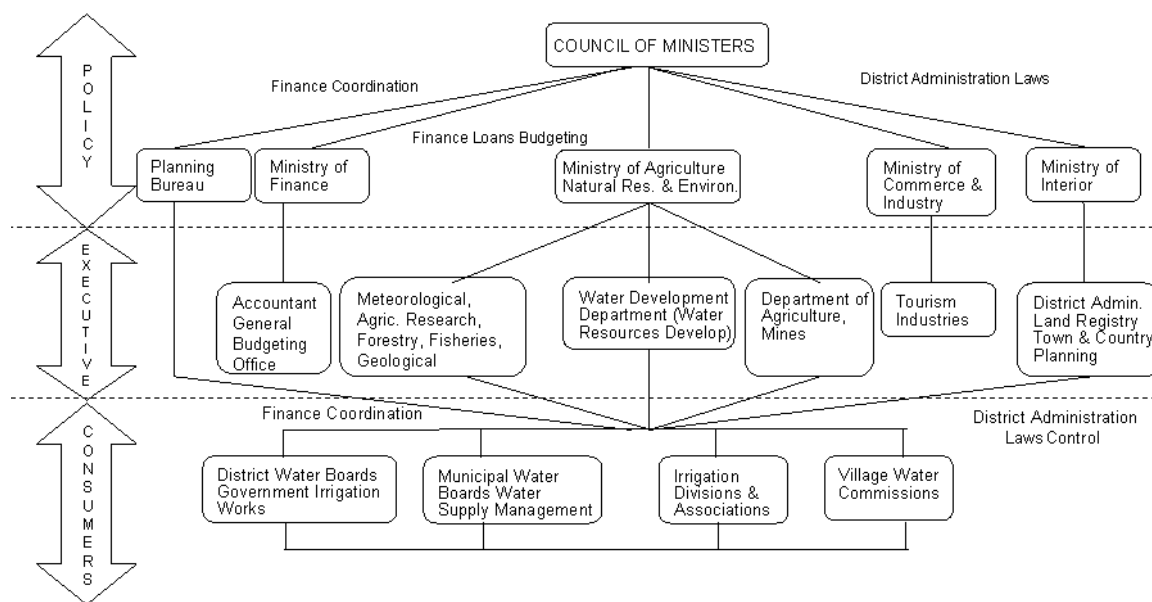 COUNCIL OF MINISTERS
Finance Coordination
District Administration Laws
Finance Loans Budgeting
POLICY
Planning
Bureau
Ministry of
Finance
Ministry of Agriculture
Natural Res. & Environ.
Ministry of
Commerce &
Industry
Ministry of
Interior
EXECUTIVE
Accountant
General
Budgeting
Office
Meteorological,
Agric. Research,
Forestry, Fisheries,
Geological
Water Development
Department (Water
Resources Develop)
Department of
Agriculture,
Mines
Tourism
Industries
District Admin.
Land Registry
Town & Country
Planning
Finance Coordination
District Administration
Laws Control
CONSUMERS
District Water Boards
Government Irrigation
Works
Municipal Water
Boards Water
Supply Management
Irrigation
Divisions &
Associations
Village Water
Commissions